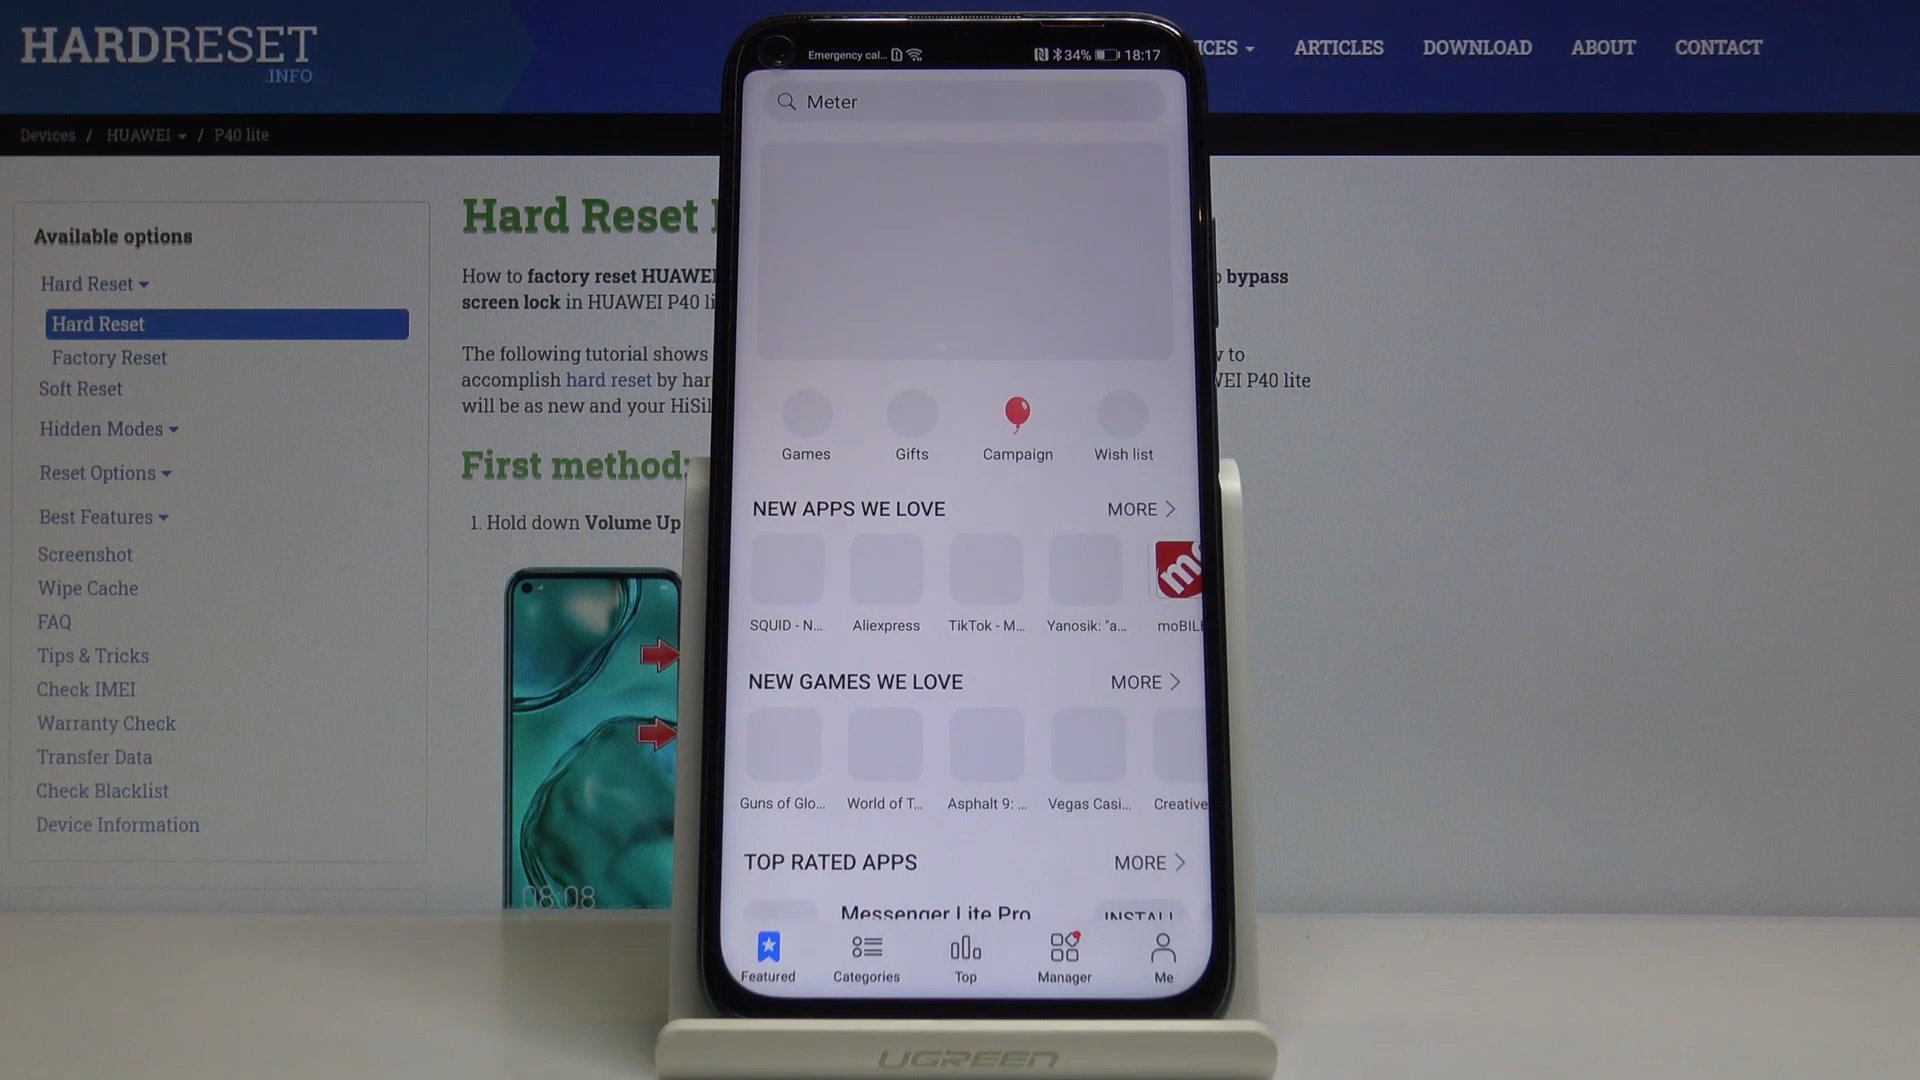 HARDRESET
.INFO
ICES
ARTICLES
DOWNLOAD
ABOUT
CONTACT
Devices / HUAWEI / P40 lite
Available options
Hard Reset
Hard Reset
Factory Reset
Soft Reset
Hidden Modes
Reset Options
Best Features
Screenshot
Wipe Cache
FAQ
Tips & Tricks
Check IMEI
Warranty Check
Transfer Data
Check Blacklist
Device Information
Hard Reset
How to factory reset HUAWEI
bypass
screen lock in HUAWEI P40 li
The following tutorial shows
to
accomplish hard reset by har
EI P40 lite
will be as new and your HiSil
First method:
1. Hold down Volume Up
08:08
Emergency cal...
34%
18:17
Meter
Games
Gifts
Campaign
Wish list
NEW APPS WE LOVE
MORE
mo
SQUID - N...
Aliexpress
TikTok - M...
Yanosik: "a...
moBILE
NEW GAMES WE LOVE
MORE
Guns of Glo...
World of T...
Asphalt 9: ...
Vegas Casi...
Creative
TOP RATED APPS
MORE
Messenger Lite Pro
INSTALL
Featured
Categories
Top
Manager
Me
UGREEN